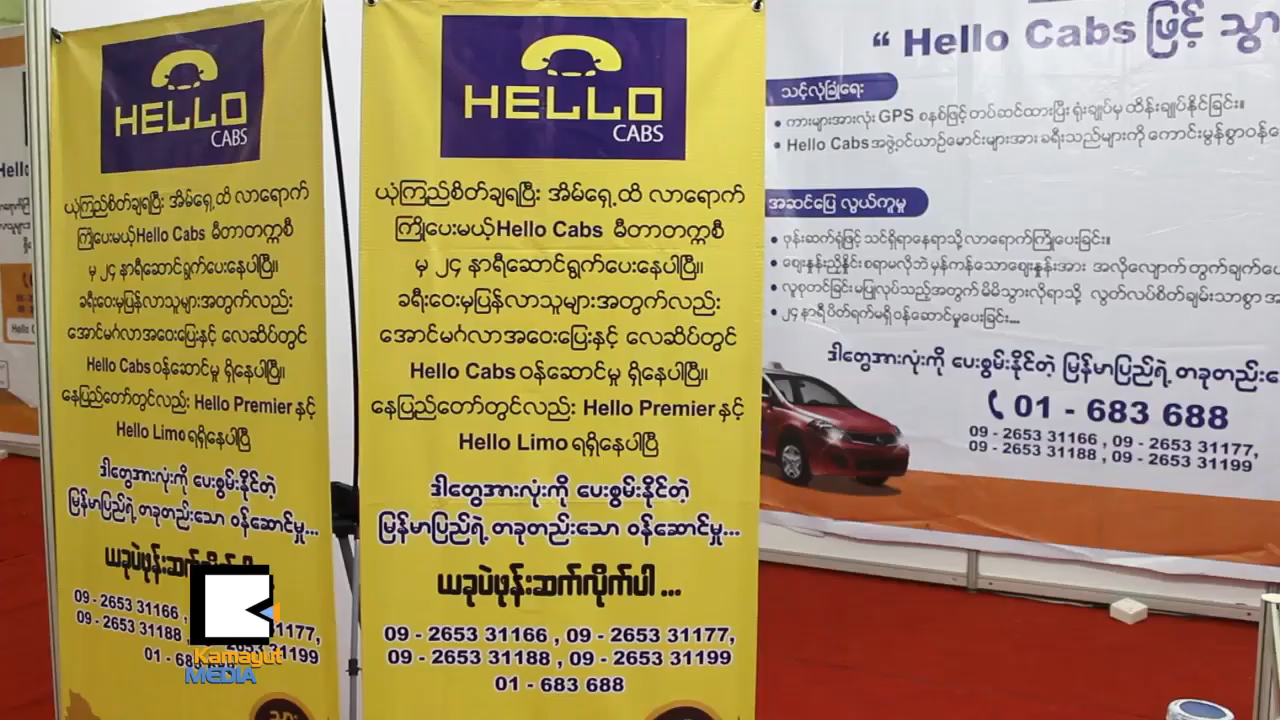 HELLO
CABS
ယုံကြည်စိတ်ချရပြီး အိမ်ရှေ့ထိ လာရောက်
ကြိုပေးမယ့် Hello Cabs မီတာတက္ကစီ
မှ ၂၄ နာရီဆောင်ရွက်ပေးနေပါပြီ။
ခရီးဝေးမှပြန်လာသူများအတွက်လည်း
အောင်မင်္ဂလာအဝေးပြေးနှင့် လေဆိပ်တွင်
Hello Cabs ဝန်ဆောင်မှု ရှိနေပါပြီ။
နေပြည်တော်တွင်လည်း Hello Premier နှင့်
Hello Limo ရရှိနေပါပြီ
ဒါတွေအားလုံးကို ပေးစွမ်းနိုင်တဲ့
မြန်မာပြည်ရဲ့ တခုတည်းသော ဝန်ဆောင်မှု...
09 - 2653 31166 ,
09 - 2653 31188
31177,
31199
Kamayut
MEDIA
HELLO
CABS
ယုံကြည်စိတ်ချရပြီး အိမ်ရှေ့ထိ လာရောက်
ကြိုပေးမယ့် Hello Cabs မီတာတက္ကစီ
မှ ၂၄ နာရီဆောင်ရွက်ပေးနေပါပြီ။
ခရီးဝေးမှပြန်လာသူများအတွက်လည်း
အောင်မင်္ဂလာအဝေးပြေးနှင့် လေဆိပ်တွင်
Hello Cabs ဝန်ဆောင်မှု ရှိနေပါပြီ။
နေပြည်တော်တွင်လည်း Hello Premier နှင့်
Hello Limo ရရှိနေပါပြီ
ဒါတွေအားလုံးကို ပေးစွမ်းနိုင်တဲ့
မြန်မာပြည်ရဲ့ တခုတည်းသော ဝန်ဆောင်မှု...
ယခုပဲဖုန်းဆက်လိုက်ပါ ...
09 - 2653 31166 , 09 - 2653 31177,
09 - 2653 31188 , 09 - 2653 31199
01 - 683 688
“ Hello Cabs ဖြင့် သွာ
သင့်လုံခြုံရေး
• ကားများအားလုံး GPS စနစ်ဖြင့် တပ်ဆင်ထားပြီး ရုံးချုပ်မှ ထိန်းချုပ်နိုင်ခြင်း။
• Hello Cabs အဖွဲ့ဝင်ယာဉ်မောင်းများအား ခရီးသည်များကို ကောင်းမွန်စွာဝန်ဆေ
အဆင်ပြေ လွယ်ကူမှု
• ဖုန်းဆက်ရုံဖြင့် သင်ရှိရာနေရာသို့ လာရောက်ကြိုပေးခြင်း။
• ဈေးနှုန်းညှိနှိုင်းစရာမလိုဘဲ မှန်ကန်သောဈေးနှုန်းအား အလိုလျောက် တွက်ချက်ပေ
• လူစုတင်ခြင်း မပြုလုပ်သည့်အတွက် မိမိသွားလိုရာသို့ လွတ်လပ်စိတ်ချမ်းသာစွာ
• ၂၄ နာရီ ပိတ်ရက်မရှိ ဝန်ဆောင်မှုပေးခြင်း...
ဒါတွေအားလုံးကို ပေးစွမ်းနိုင်တဲ့ မြန်မာပြည်ရဲ့ တခုတည်းသေ
01 - 683 688
09 - 2653 31166 , 09 - 2653 31177,
09 - 2653 31188 , 09 - 2653 31199